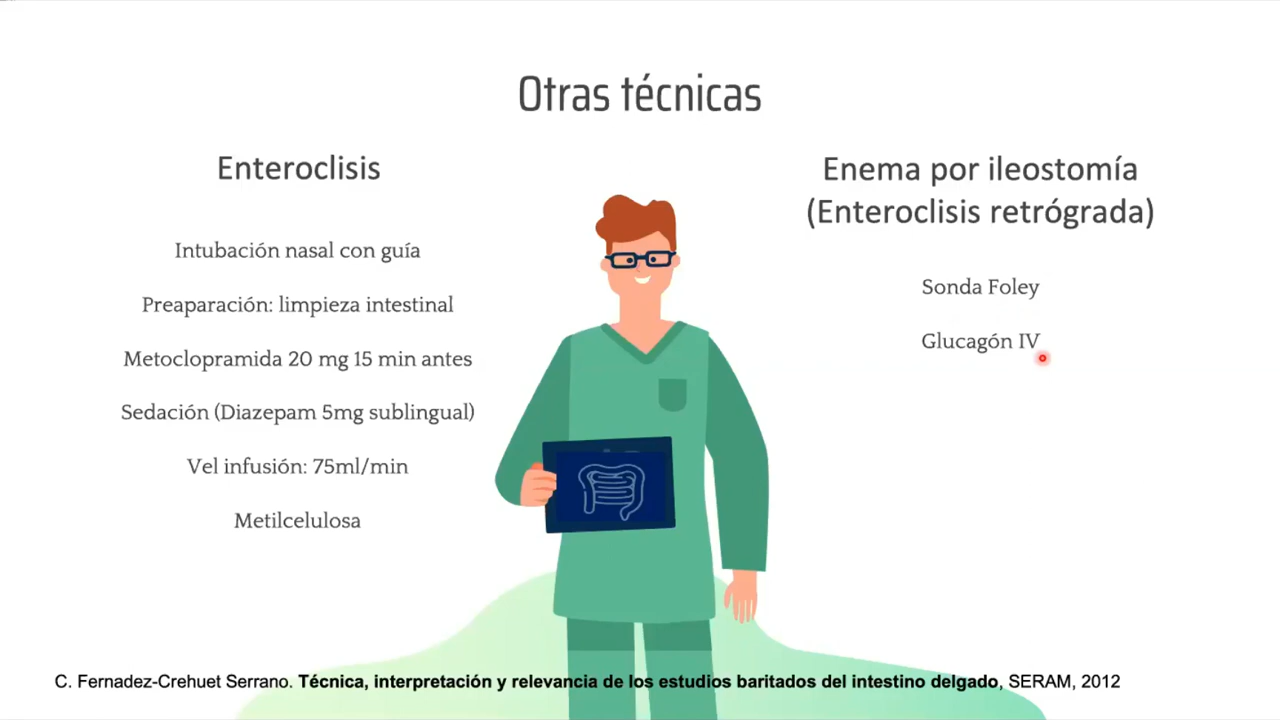 Otras técnicas
Enteroclisis
Intubación nasal con guía
Preaparación: limpieza intestinal
Metoclopramida 20 mg 15 min antes
Sedación (Diazepam 5mg sublingual)
Vel infusión: 75ml/min
Metilcelulosa
Enema por ileostomía
(Enteroclisis retrógrada)
Sonda Foley
Glucagón IV
C. Fernadez-Crehuet Serrano. Técnica, interpretación y relevancia de los estudios baritados del intestino delgado, SERAM, 2012